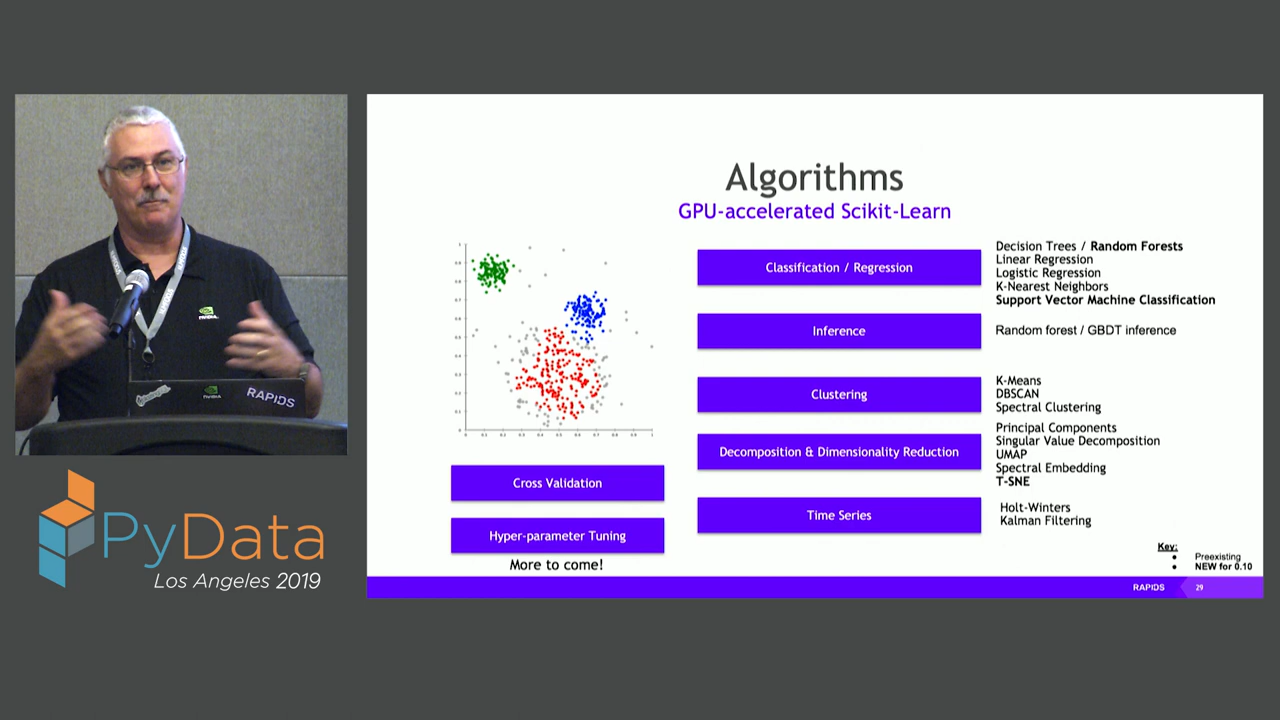 Algorithms
GPU-accelerated Scikit-Learn
Classification / Regression
Decision Trees / Random Forests
Linear Regression
Logistic Regression
K-Nearest Neighbors
Support Vector Machine Classification
Inference
Random forest / GBDT inference
Clustering
K-Means
DBSCAN
Spectral Clustering
Decomposition & Dimensionality Reduction
Principal Components
Singular Value Decomposition
UMAP
Spectral Embedding
T-SNE
Time Series
Holt-Winters
Kalman Filtering
Cross Validation
Hyper-parameter Tuning
More to come!
Key:
• Preexisting
• NEW for 0.10
RAPIDS 29
NVIDIA.
NVIDIA
RAPIDS
PyData
Los Angeles 2019